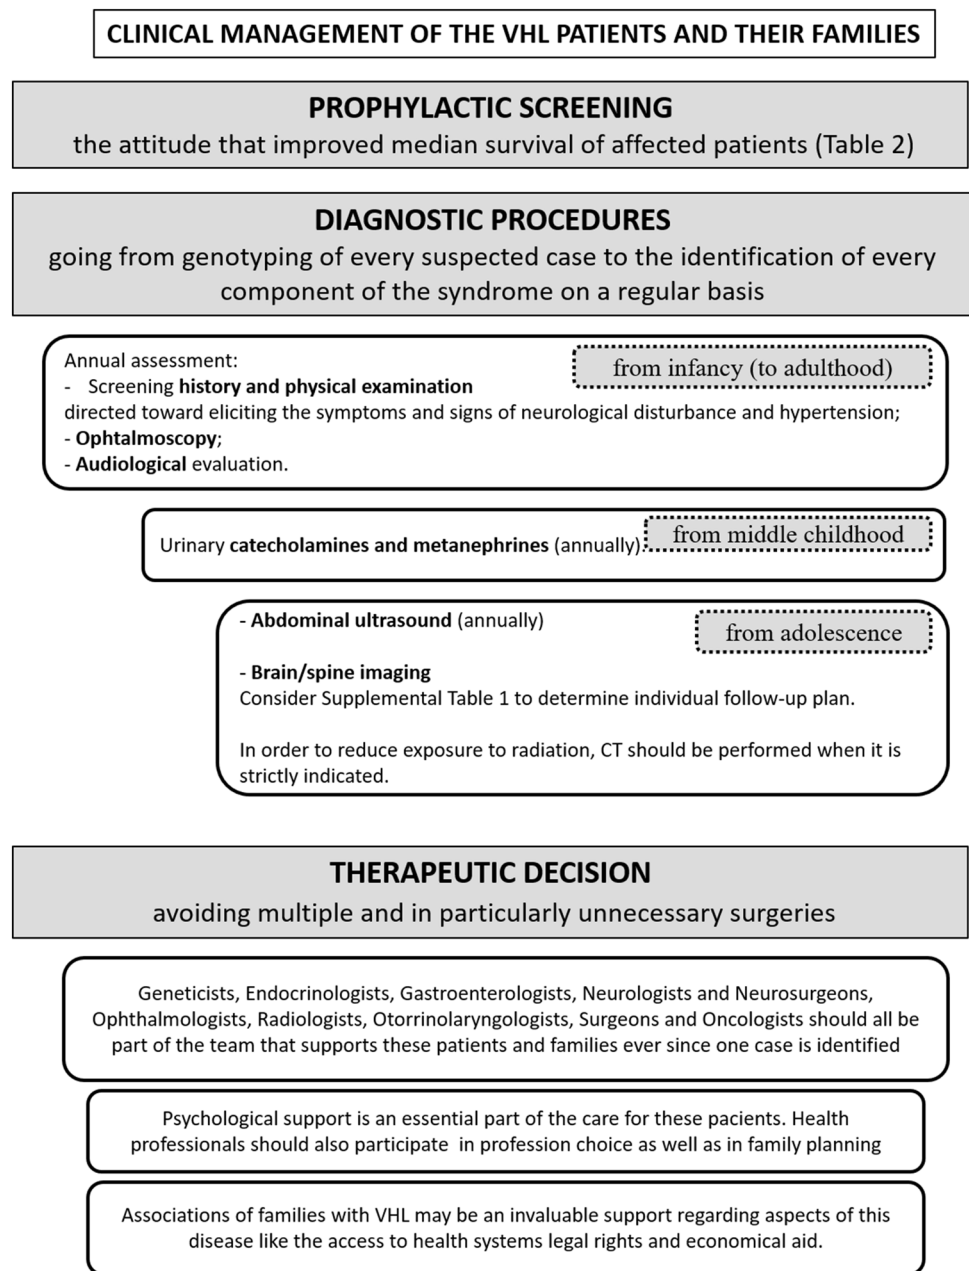 CLINICAL MANAGEMENT OF THE VHL PATIENTS AND THEIR FAMILIES
PROPHYLACTIC SCREENING
the attitude that improved median survival of affected patients (Table 2)
DIAGNOSTIC PROCEDURES
going from genotyping of every suspected case to the identification of every
component of the syndrome on a regular basis
from infancy (to adulthood)
Annual assessment:
- Screening history and physical examination
directed toward eliciting the symptoms and signs of neurological disturbance and hypertension;
- Ophtalmoscopy;
- Audiological evaluation.
from middle childhood
Urinary catecholamines and metanephrines (annually).
from adolescence
- Abdominal ultrasound (annually)
- Brain/spine imaging
Consider Supplemental Table 1 to determine individual follow-up plan.
In order to reduce exposure to radiation, CT should be performed when it is
strictly indicated.
THERAPEUTIC DECISION
avoiding multiple and in particularly unnecessary surgeries
Geneticists, Endocrinologists, Gastroenterologists, Neurologists and Neurosurgeons,
Ophthalmologists, Radiologists, Otorrinolaryngologists, Surgeons and Oncologists should all be
part of the team that supports these patients and families ever since one case is identified
Psychological support is an essential part of the care for these pacients. Health
professionals should also participate in profession choice as well as in family planning
Associations of families with VHL may be an invaluable support regarding aspects of this
disease like the access to health systems legal rights and economical aid.